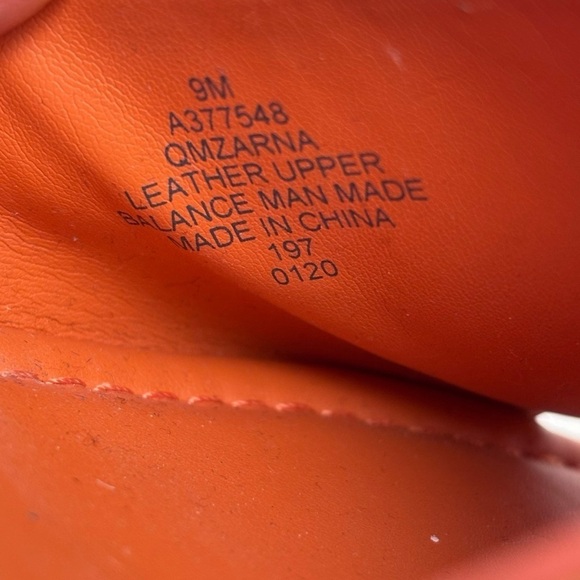 9M
A377548
QMZARNA
LEATHER UPPER
BALANCE MAN MADE
MADE IN CHINA
197
0120